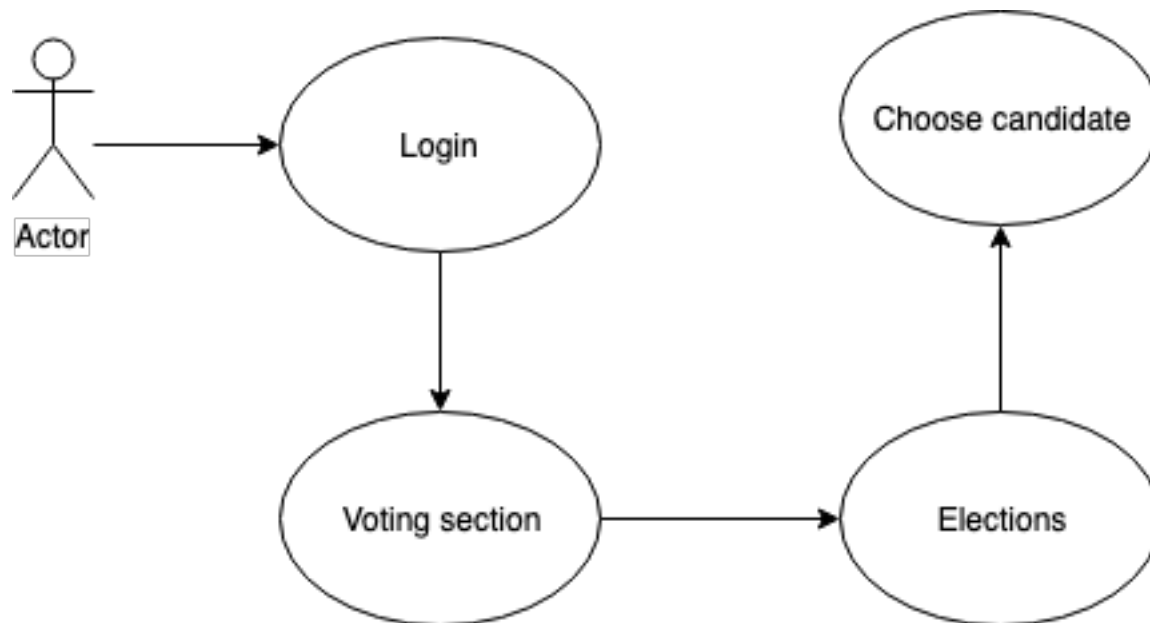 Actor
Login
Voting section
Elections
Choose candidate